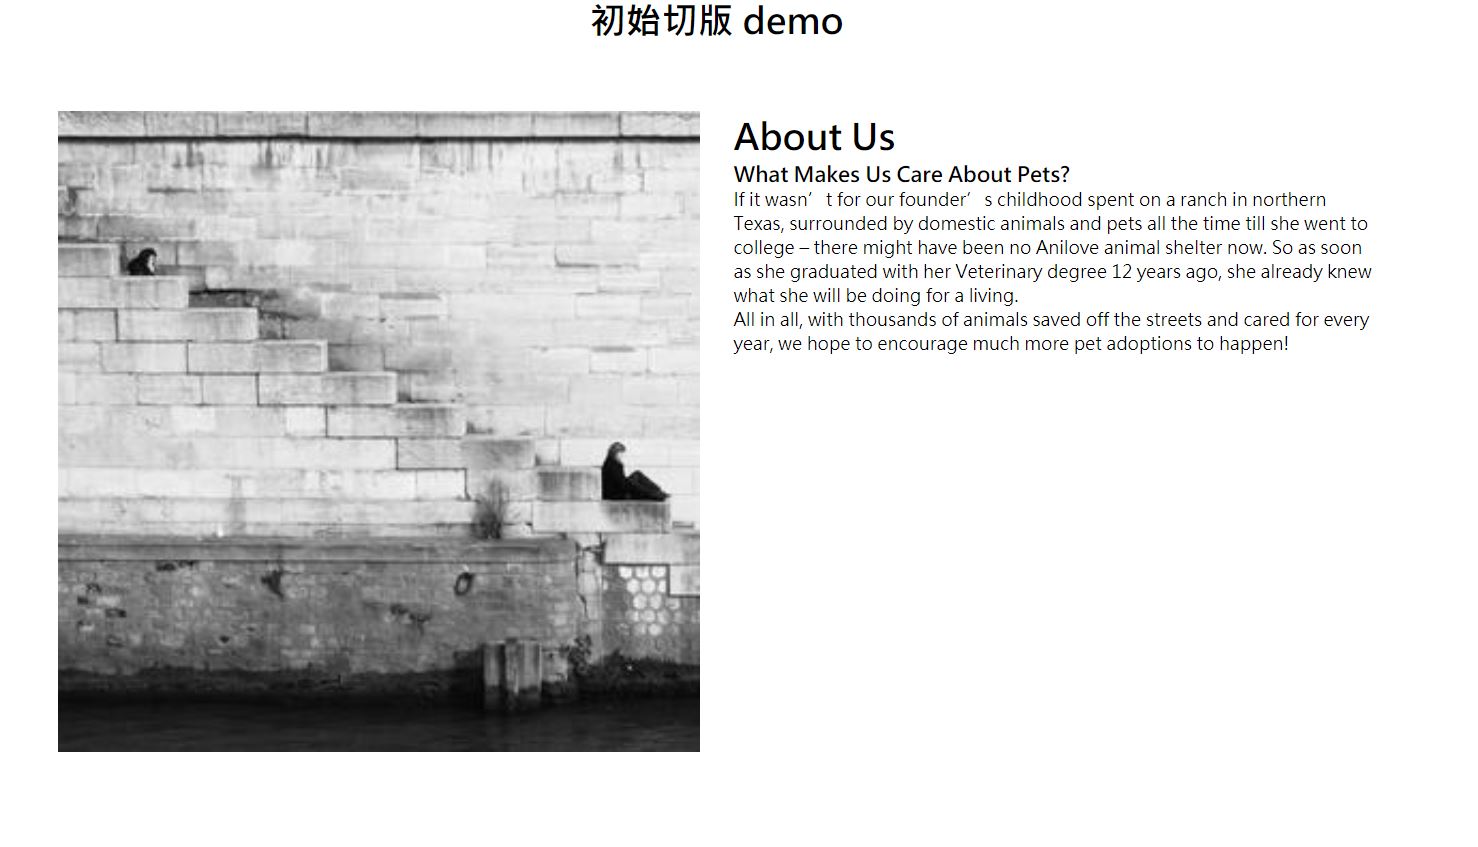 初始切版 demo
About Us
What Makes Us Care About Pets?
If it wasn’t for our founder’s childhood spent on a ranch in northern
Texas, surrounded by domestic animals and pets all the time till she went to
college – there might have been no Anilove animal shelter now. So as soon
as she graduated with her Veterinary degree 12 years ago, she already knew
what she will be doing for a living.
All in all, with thousands of animals saved off the streets and cared for every
year, we hope to encourage much more pet adoptions to happen!